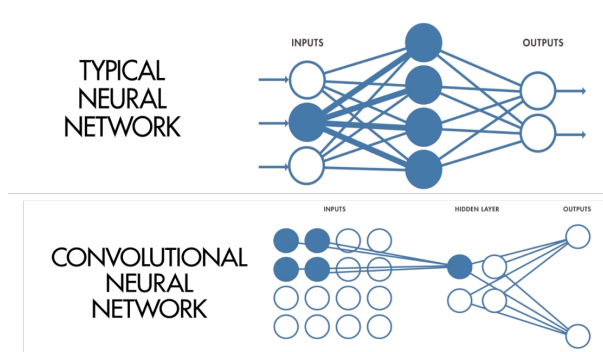 INPUTS
OUTPUTS
TYPICAL
NEURAL
NETWORK
INPUTS
HIDDEN LAYER
OUTPUTS
CONVOLUTIONAL
NEURAL
NETWORK